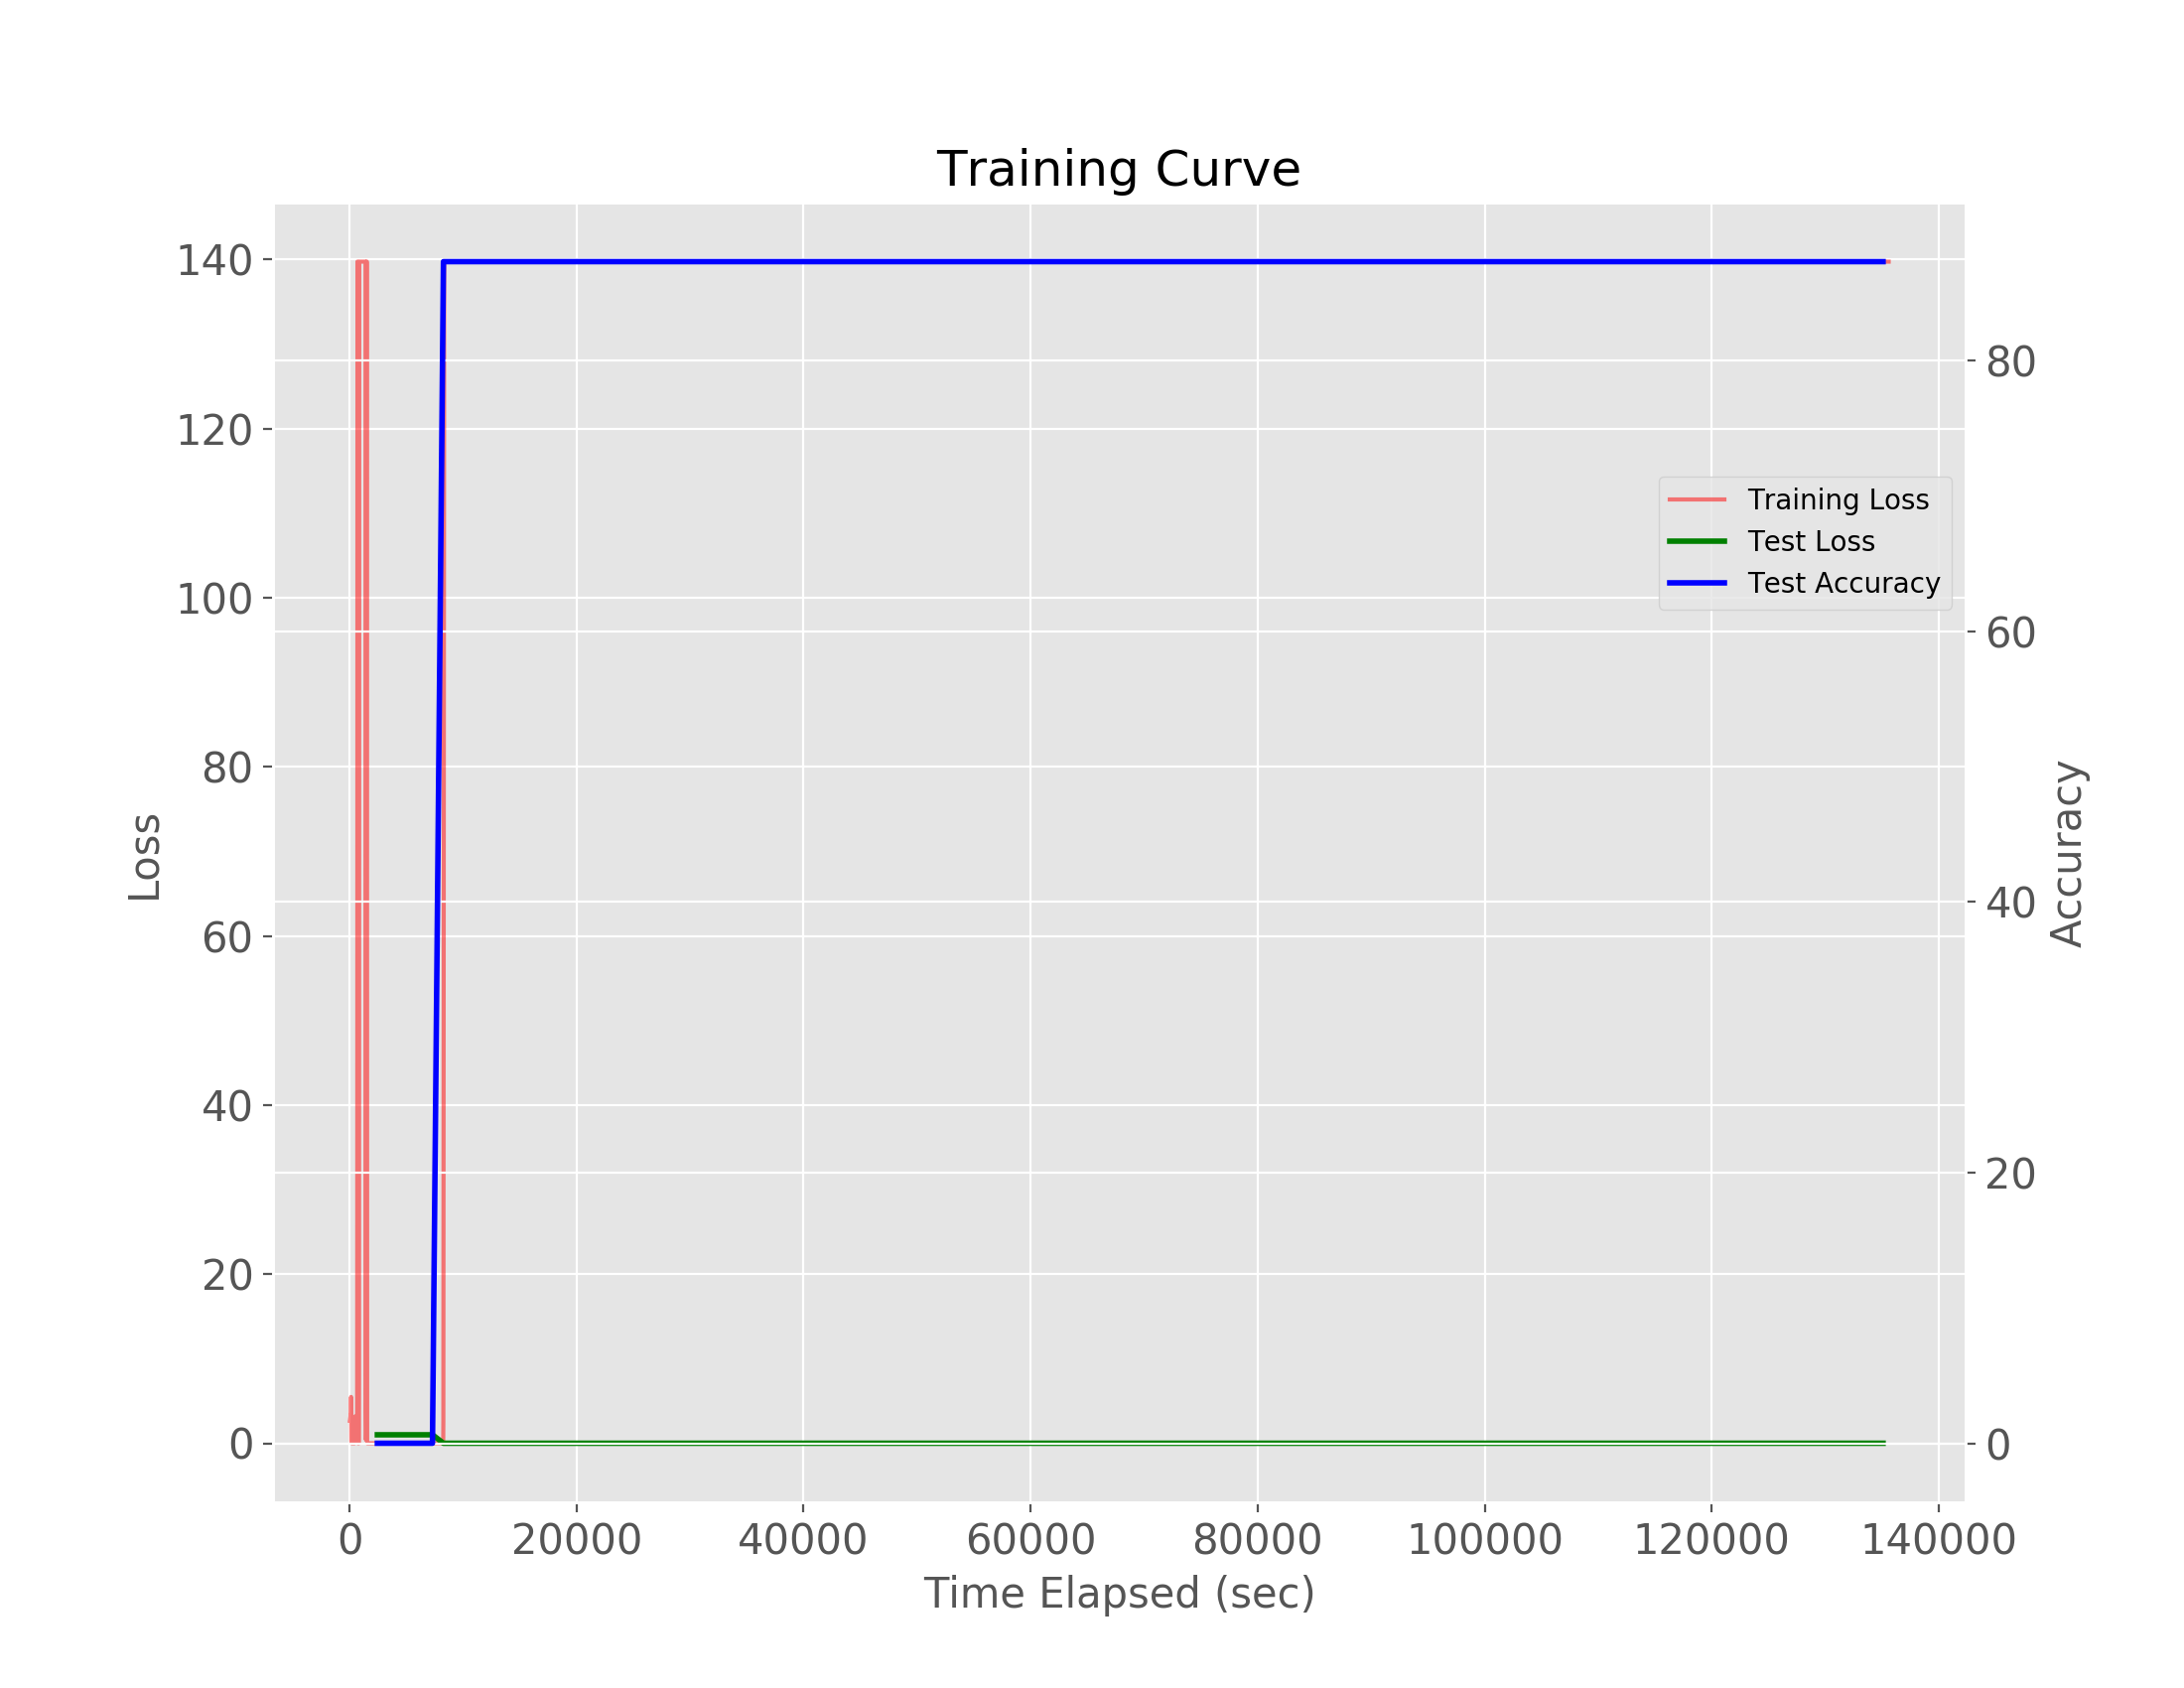 Training Curve
140
120
100
80
60
40
20
0
Loss
80
60
40
20
0
Accuracy
Training Loss
Test Loss
Test Accuracy
0 20000 40000 60000 80000 100000 120000 140000
Time Elapsed (sec)